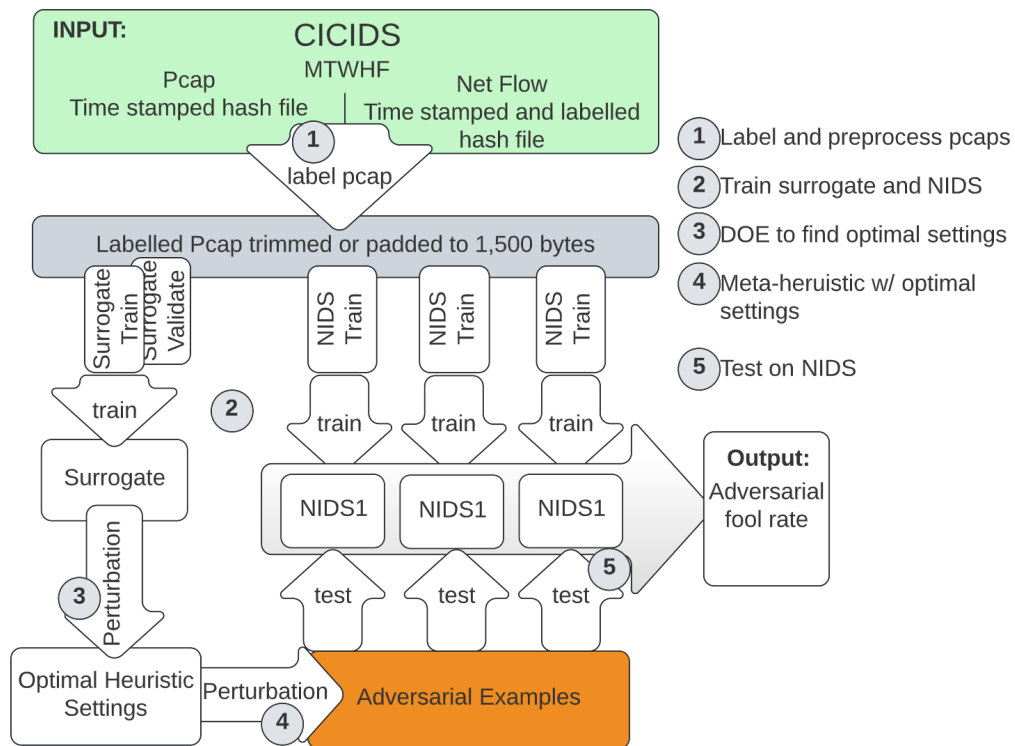 INPUT:
CICIDS
MTWHF
Pcap
Time stamped hash file
Net Flow
Time stamped and labelled
hash file
1
label pcap
Labelled Pcap trimmed or padded to 1,500 bytes
Surrogate
Train
Surrogate
Validate
NIDS
Train
NIDS
Train
NIDS
Train
train
2
train
train
train
Surrogate
NIDS1
NIDS1
NIDS1
Output:
Adversarial
fool rate
Perturbation
3
test
test
test
5
Optimal Heuristic
Settings
Perturbation
4
Adversarial Examples
1 Label and preprocess pcaps
2 Train surrogate and NIDS
3 DOE to find optimal settings
4 Meta-heruistic w/ optimal
settings
5 Test on NIDS